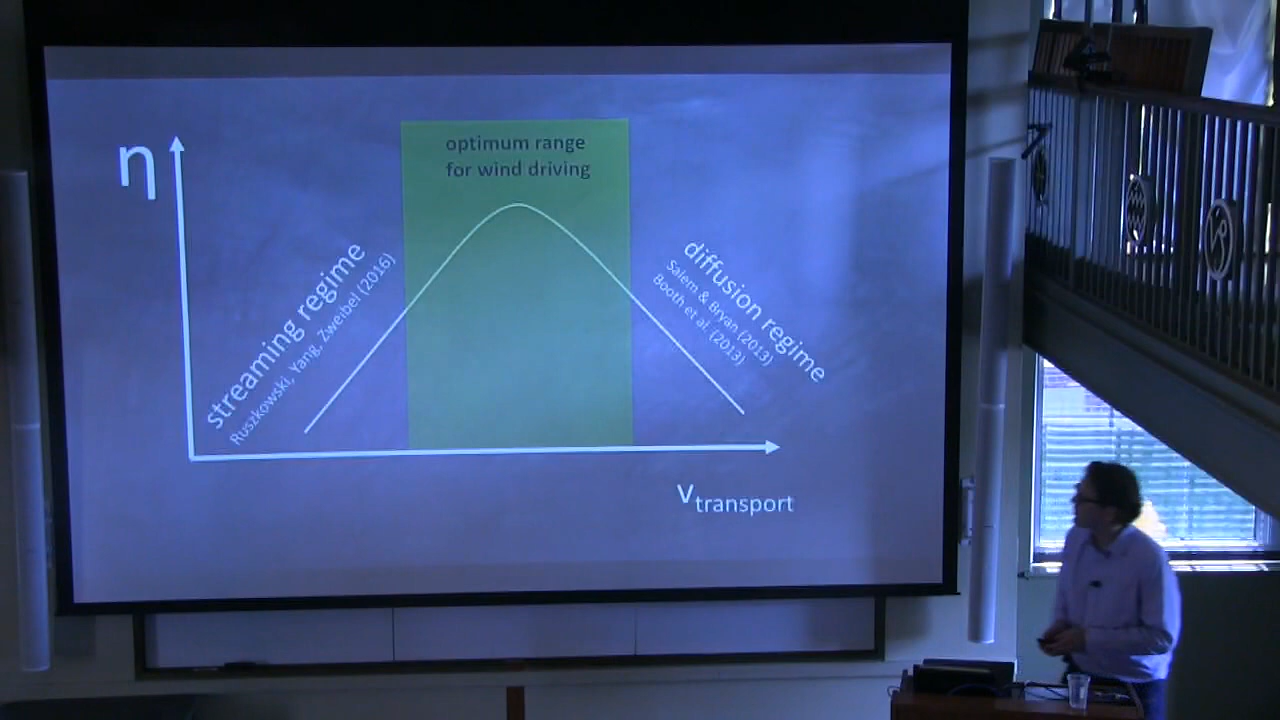 η
optimum range
for wind driving
streaming regime
Ruszkowski, Yang, Zweibel (2016)
diffusion regime
Salem & Bryan (2013)
Booth et al. (2013)
vtransport